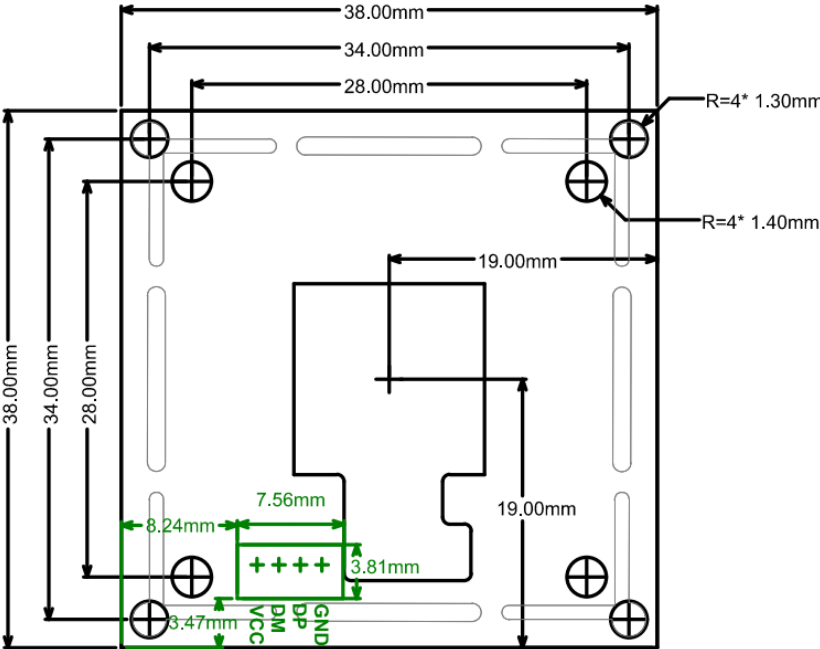 38.00mm
34.00mm
28.00mm
R=4* 1.30mm
R=4* 1.40mm
19.00mm
38.00mm
34.00mm
28.00mm
7.56mm
8.24mm
19.00mm
3.81mm
3.47mm
VCC
DM
DP
GND